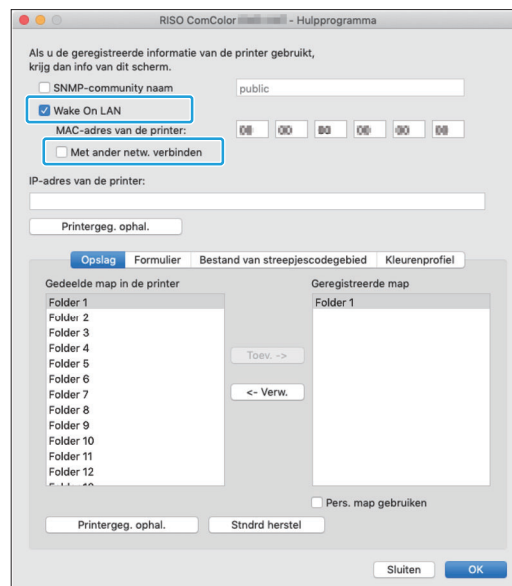 RISO ComColor - Hulpprogramma
Als u de geregistreerde informatie van de printer gebruikt,
krijg dan info van dit scherm.
SNMP-community naam
public
Wake On LAN
MAC-adres van de printer:
Met ander netw. verbinden
IP-adres van de printer:
Printergeg. ophal.
Opslag Formulier Bestand van streepjescodegebied Kleurenprofiel
Gedeelde map in de printer
Geregistreerde map
Folder 1
Folder 2
Folder 3
Folder 4
Folder 5
Folder 6
Folder 7
Folder 8
Folder 9
Folder 10
Folder 11
Folder 12
Toev. ->
<- Verw.
Folder 1
Pers. map gebruiken
Printergeg. ophal.
Stndrd herstel
Sluiten
OK